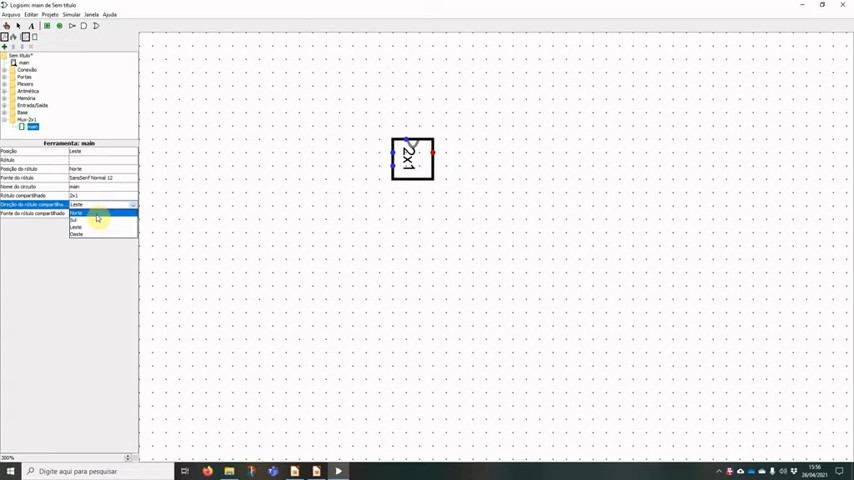 Logisim: main de Sem título
Arquivo Editar Projeto Simular Janela Ajuda
A
Sem título*
main
Conexão
Portas
Plexers
Aritmética
Memória
Entrada/Saída
Base
Mux-2x1
main
Ferramenta: main
Posição Leste
Rótulo
Posição do rótulo Norte
Fonte do rótulo SansSerif Normal 12
Nome do circuito main
Rótulo compartilhado 2x1
Direção do rótulo compartilha... Leste
Norte
Fonte do rótulo compartilhado
Sul
Leste
Oeste
2x1
300%
Digite aqui para pesquisar
15:56
26/04/2021